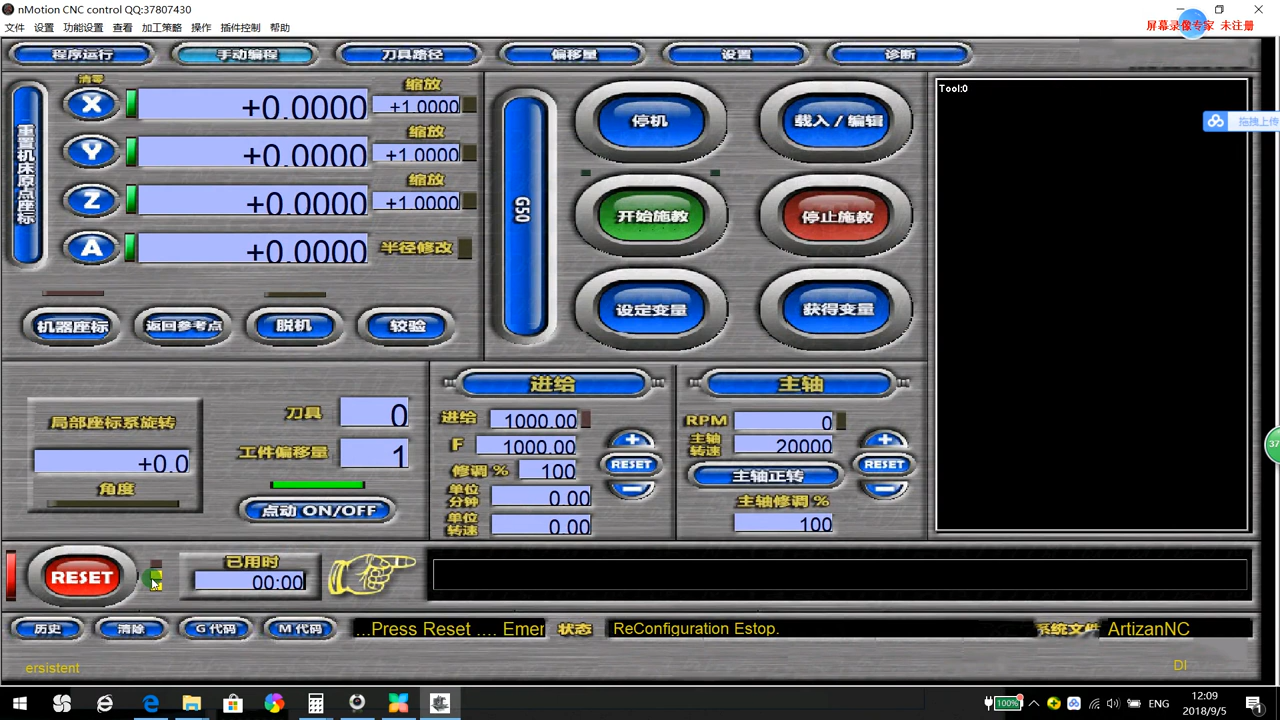 nMotion CNC control QQ:37807430
文件 设置 功能设置 查看 加工策略 操作 插件控制 帮助
屏幕录像专家 未注册
程序运行 手动编程 刀具路径 偏移量 设置 诊断
清零
重置机床原点座标
X +0.0000 缩放 +1.0000
Y +0.0000 缩放 +1.0000
Z +0.0000 缩放 +1.0000
A +0.0000 半径修改
机器座标 返回参考点 脱机 较验
G50
停机 载入 / 编辑
开始施教 停止施教
设定变量 获得变量
Tool:0
拖拽上传
局部座标系旋转
+0.0
角度
刀具 0
工件偏移量 1
点动 ON/OFF
进给
进给 1000.00
F 1000.00
修调 % 100
单位分钟 0.00
单位转速 0.00
+
RESET
主轴
RPM 0
主轴转速 20000
主轴正转
主轴修调 %
100
+
RESET
37
RESET
已用时
00:00
历史 清除 G 代码 M 代码 ...Press Reset .... Emer 状态 ReConfiguration Estop. 系统文件 ArtizanNC
ersistent
DI
100% ENG 12:09
2018/9/5
1